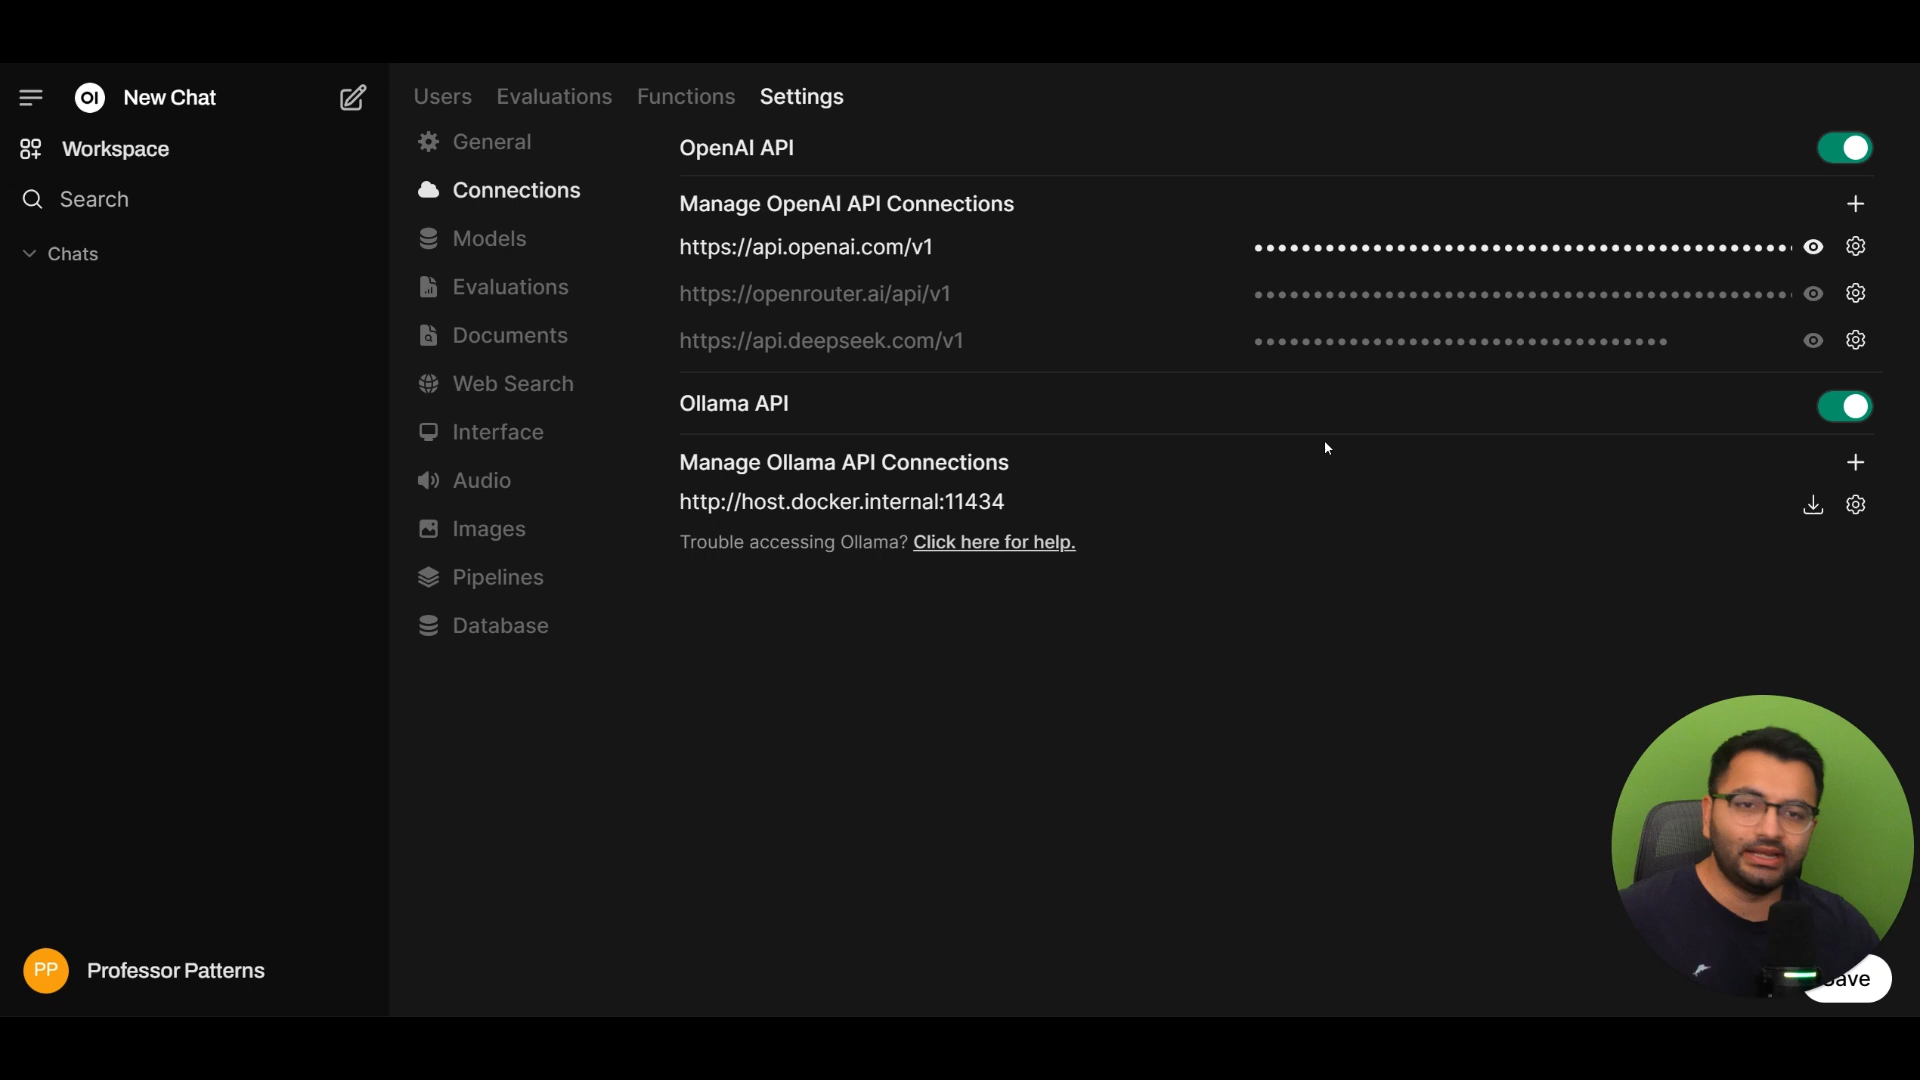 OI New Chat
Workspace
Search
Chats
PP Professor Patterns
Users Evaluations Functions Settings
General
Connections
Models
Evaluations
Documents
Web Search
Interface
Audio
Images
Pipelines
Database
OpenAI API
Manage OpenAI API Connections
https://api.openai.com/v1
https://openrouter.ai/api/v1
https://api.deepseek.com/v1
Ollama API
Manage Ollama API Connections
http://host.docker.internal:11434
Trouble accessing Ollama? Click here for help.